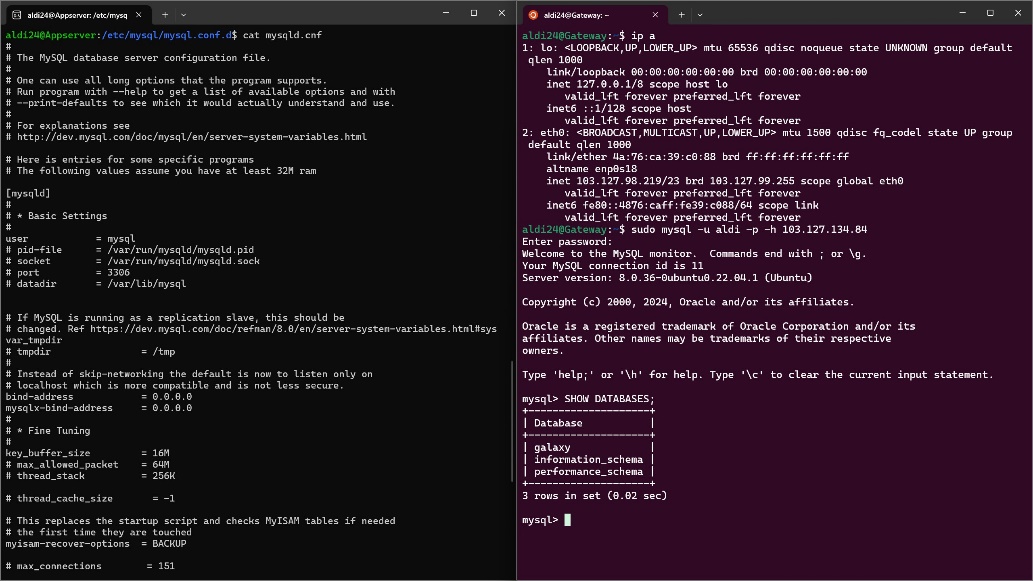 aldi24@Appserver: /etc/mysq
aldi24@Appserver:/etc/mysql/mysql.conf.d$ cat mysqld.cnf
#
# The MySQL database server configuration file.
#
# One can use all long options that the program supports.
# Run program with --help to get a list of available options and with
# --print-defaults to see which it would actually understand and use.
#
# For explanations see
# http://dev.mysql.com/doc/mysql/en/server-system-variables.html
# Here is entries for some specific programs
# The following values assume you have at least 32M ram
[mysqld]
#
# * Basic Settings
#
user = mysql
# pid-file = /var/run/mysqld/mysqld.pid
# socket = /var/run/mysqld/mysqld.sock
# port = 3306
# datadir = /var/lib/mysql
# If MySQL is running as a replication slave, this should be
# changed. Ref https://dev.mysql.com/doc/refman/8.0/en/server-system-variables.html#sys
var_tmpdir
# tmpdir = /tmp
#
# Instead of skip-networking the default is now to listen only on
# localhost which is more compatible and is not less secure.
bind-address = 0.0.0.0
mysqlx-bind-address = 0.0.0.0
#
# * Fine Tuning
#
key_buffer_size = 16M
# max_allowed_packet = 64M
# thread_stack = 256K
# thread_cache_size = -1
# This replaces the startup script and checks MyISAM tables if needed
# the first time they are touched
myisam-recover-options = BACKUP
# max_connections = 151
aldi24@Gateway: ~
aldi24@Gateway:~$ ip a
1: lo: <LOOPBACK,UP,LOWER_UP> mtu 65536 qdisc noqueue state UNKNOWN group default
qlen 1000
link/loopback 00:00:00:00:00:00 brd 00:00:00:00:00:00
inet 127.0.0.1/8 scope host lo
valid_lft forever preferred_lft forever
inet6 ::1/128 scope host
valid_lft forever preferred_lft forever
2: eth0: <BROADCAST,MULTICAST,UP,LOWER_UP> mtu 1500 qdisc fq_codel state UP group
default qlen 1000
link/ether 4a:76:ca:39:c0:88 brd ff:ff:ff:ff:ff:ff
altname enp0s18
inet 103.127.98.219/23 brd 103.127.99.255 scope global eth0
valid_lft forever preferred_lft forever
inet6 fe80::4876:caff:fe39:c088/64 scope link
valid_lft forever preferred_lft forever
aldi24@Gateway:~$ sudo mysql -u aldi -p -h 103.127.134.84
Enter password:
Welcome to the MySQL monitor. Commands end with ; or \g.
Your MySQL connection id is 11
Server version: 8.0.36-0ubuntu0.22.04.1 (Ubuntu)
Copyright (c) 2000, 2024, Oracle and/or its affiliates.
Oracle is a registered trademark of Oracle Corporation and/or its
affiliates. Other names may be trademarks of their respective
owners.
Type 'help;' or '\h' for help. Type '\c' to clear the current input statement.
mysql> SHOW DATABASES;
+--------------------+
| Database |
+--------------------+
| galaxy |
| information_schema |
| performance_schema |
+--------------------+
3 rows in set (0.02 sec)
mysql>